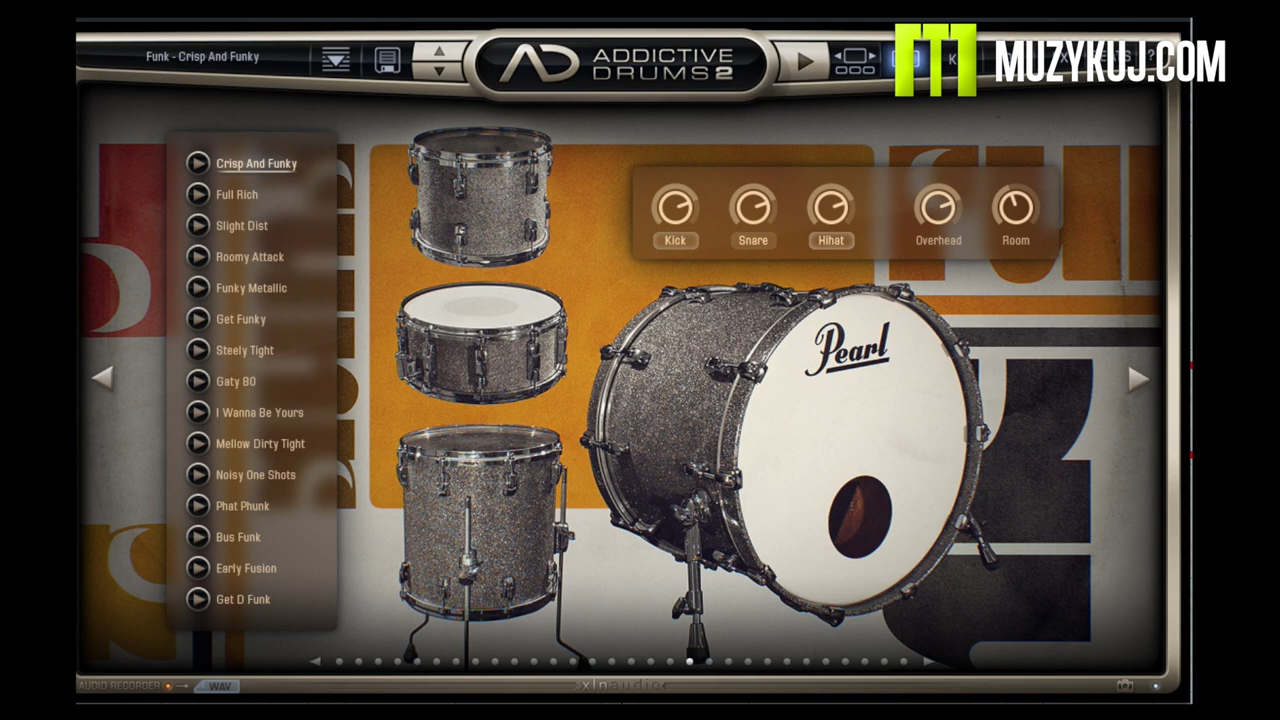 Funk - Crisp And Funky
ADDICTIVE
DRUMS 2
K
?
MUZYKUJ.COM
Crisp And Funky
Full Rich
Slight Dist
Roomy Attack
Funky Metallic
Get Funky
Steely Tight
Gaty 80
I Wanna Be Yours
Mellow Dirty Tight
Noisy One Shots
Phat Phunk
Bus Funk
Early Fusion
Get D Funk
Kick
Snare
Hihat
Overhead
Room
Pearl
AUDIO RECORDER
WAV
xlnaudio